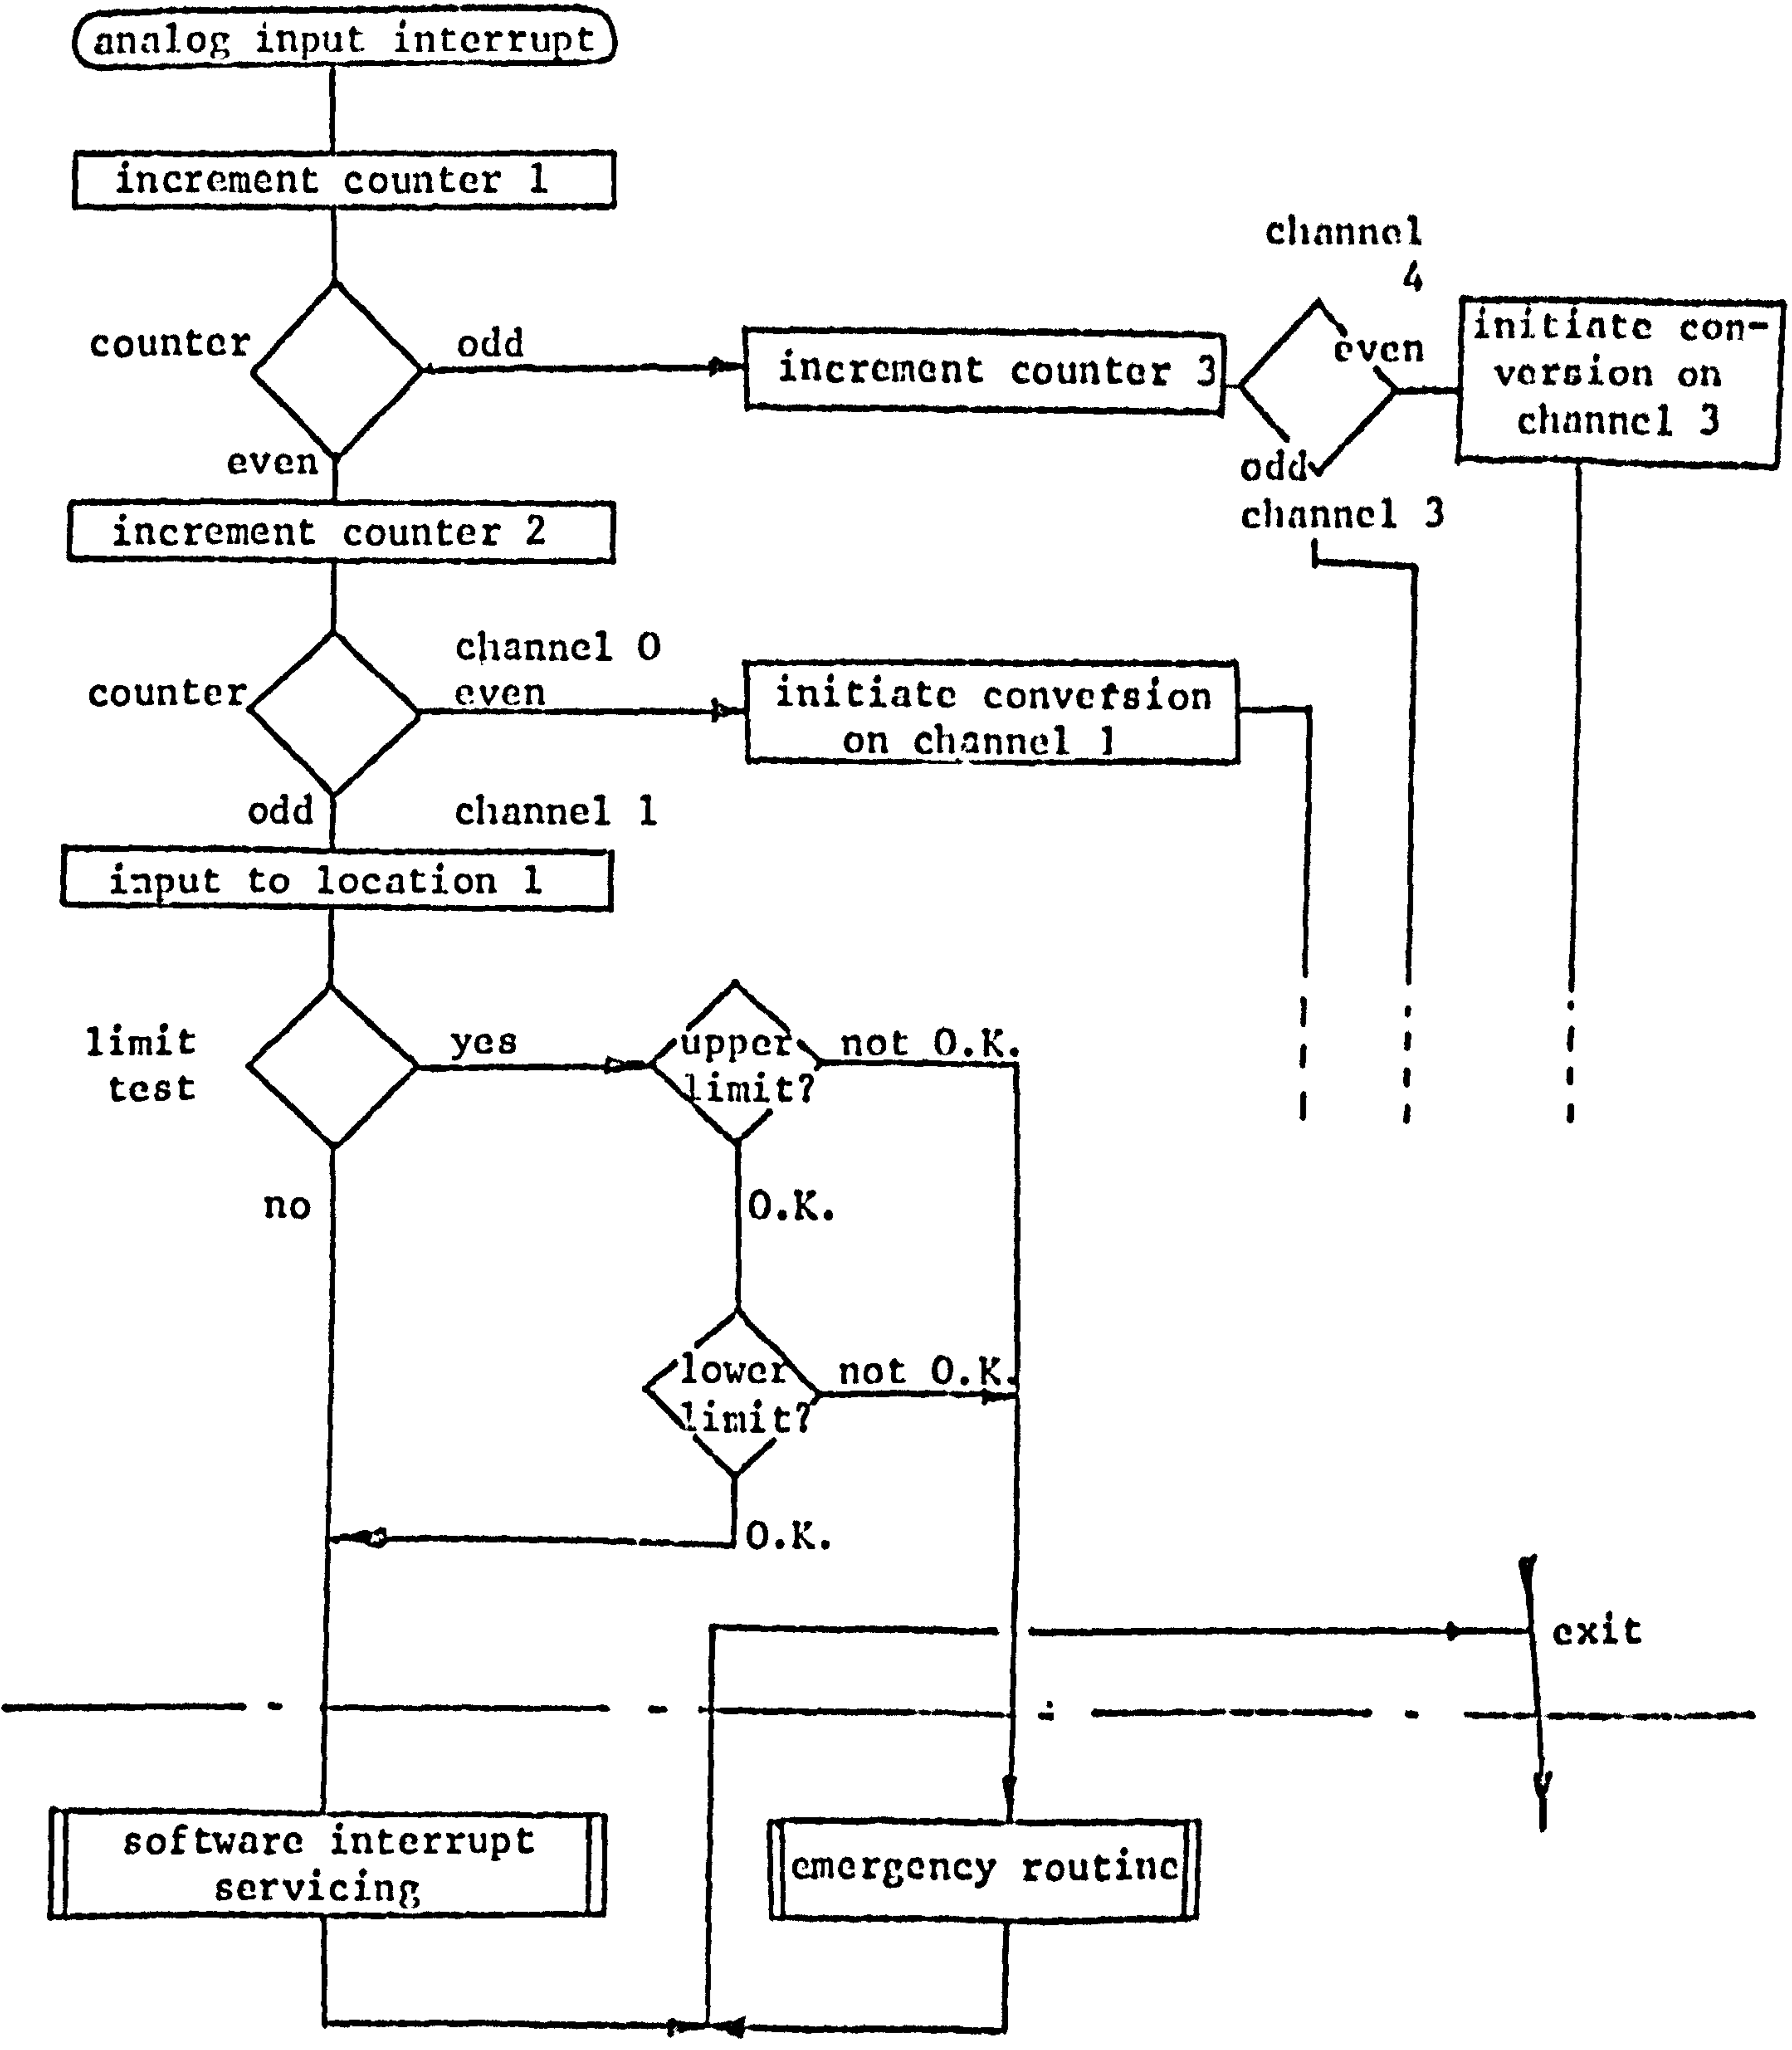 analog input interrupt
increment counter 1
channel
4
counter
odd
increment counter 3
even
initiate con-
version on
channel 3
even
odd
channel 3
increment counter 2
channel 0
counter
even
initiate conversion
on channel 1
odd
channel 1
input to location 1
limit
test
yes
upper
limit?
not O.K.
no
O.K.
lower
limit?
not O.K.
O.K.
exit
software interrupt
servicing
emergency routine